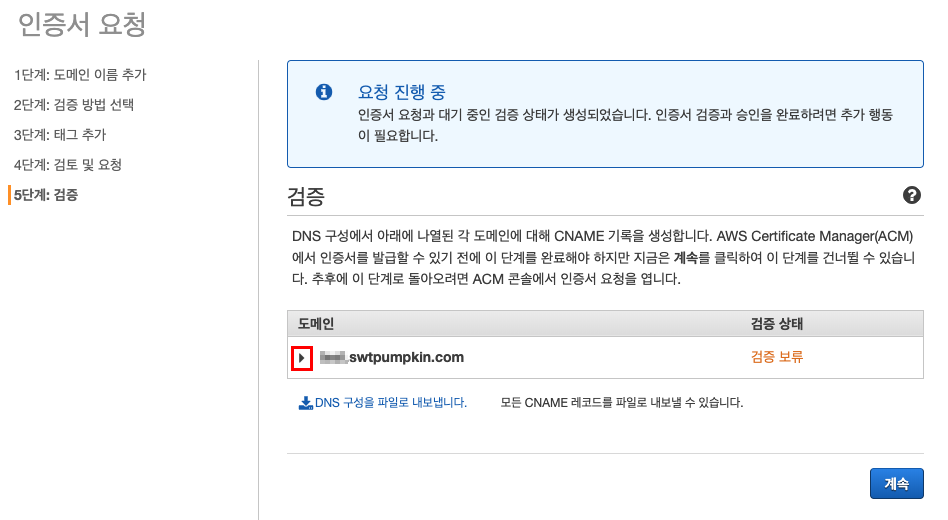 인증서 요청
1단계: 도메인 이름 추가
2단계: 검증 방법 선택
3단계: 태그 추가
4단계: 검토 및 요청
5단계: 검증
요청 진행 중
인증서 요청과 대기 중인 검증 상태가 생성되었습니다. 인증서 검증과 승인을 완료하려면 추가 행동
이 필요합니다.
검증
DNS 구성에서 아래에 나열된 각 도메인에 대해 CNAME 기록을 생성합니다. AWS Certificate Manager(ACM)
에서 인증서를 발급할 수 있기 전에 이 단계를 완료해야 하지만 지금은 계속를 클릭하여 이 단계를 건너뛸 수 있습니
다. 추후에 이 단계로 돌아오려면 ACM 콘솔에서 인증서 요청을 엽니다.
도메인 검증 상태
.swtpumpkin.com 검증 보류
DNS 구성을 파일로 내보냅니다. 모든 CNAME 레코드를 파일로 내보낼 수 있습니다.
계속